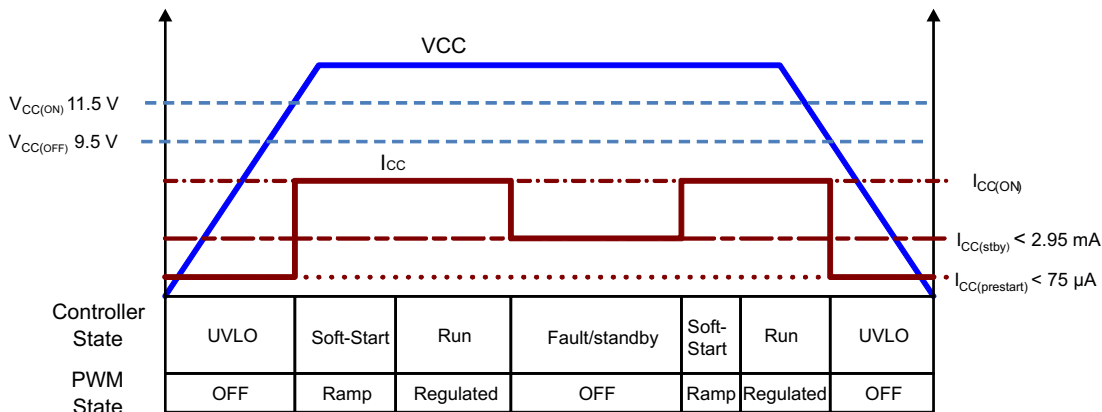 VCC
VCC(ON) 11.5 V
VCC(OFF) 9.5 V
ICC
ICC(ON)
ICC(stby) < 2.95 mA
ICC(prestart) < 75 µA
Controller
State
UVLO
Soft-Start
Run
Fault/standby
Soft-
Start
Run
UVLO
PWM
State
OFF
Ramp
Regulated
OFF
Ramp
Regulated
OFF